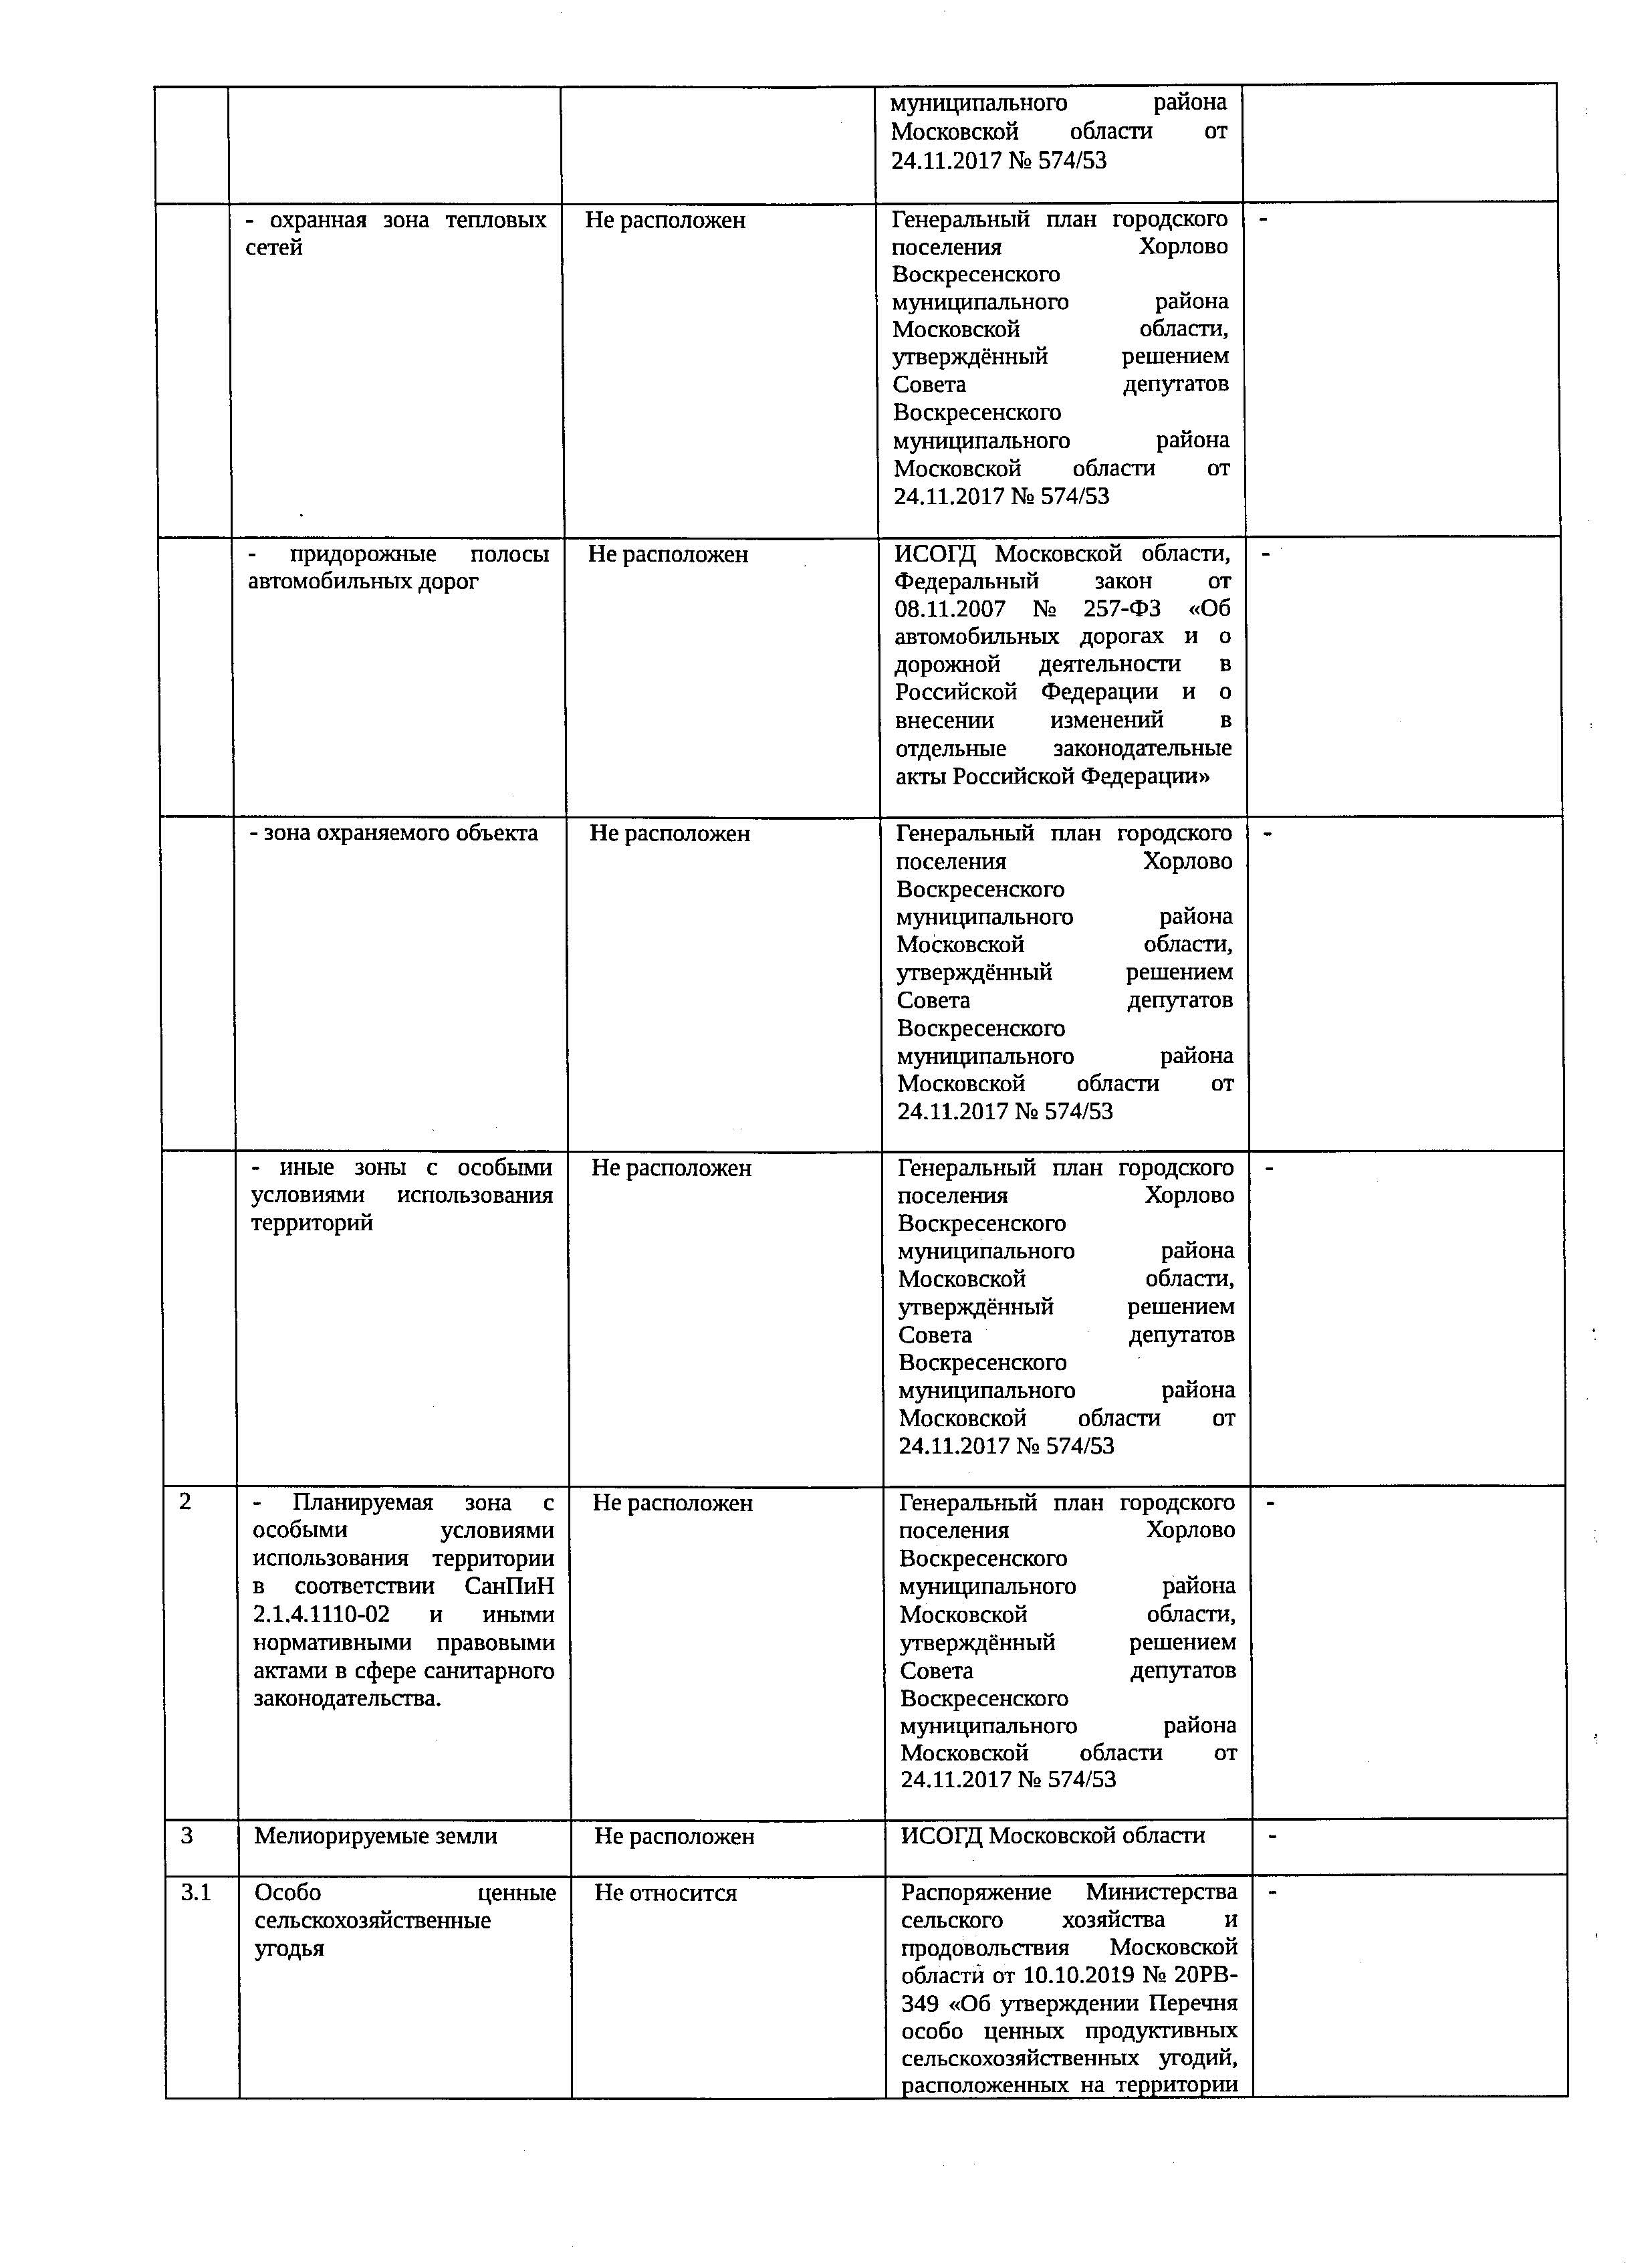 муниципального района
Московской области от
24.11.2017 № 574/53
- охранная зона тепловых
сетей
Не расположен
Генеральный план городского
поселения Хорлово
Воскресенского
муниципального района
Московской области,
утверждённый решением
Совета депутатов
Воскресенского
муниципального района
Московской области от
24.11.2017 № 574/53
-
- придорожные полосы
автомобильных дорог
Не расположен
ИСОГД Московской области,
Федеральный закон от
08.11.2007 № 257-ФЗ «Об
автомобильных дорогах и о
дорожной деятельности в
Российской Федерации и о
внесении изменений в
отдельные законодательные
акты Российской Федерации»
-
- зона охраняемого объекта
Не расположен
Генеральный план городского
поселения Хорлово
Воскресенского
муниципального района
Московской области,
утверждённый решением
Совета депутатов
Воскресенского
муниципального района
Московской области от
24.11.2017 № 574/53
-
- иные зоны с особыми
условиями использования
территорий
Не расположен
Генеральный план городского
поселения Хорлово
Воскресенского
муниципального района
Московской области,
утверждённый решением
Совета депутатов
Воскресенского
муниципального района
Московской области от
24.11.2017 № 574/53
-
2
- Планируемая зона с
особыми условиями
использования территории
в соответствии СанПиН
2.1.4.1110-02 и иными
нормативными правовыми
актами в сфере санитарного
законодательства.
Не расположен
Генеральный план городского
поселения Хорлово
Воскресенского
муниципального района
Московской области,
утверждённый решением
Совета депутатов
Воскресенского
муниципального района
Московской области от
24.11.2017 № 574/53
-
3
Мелиорируемые земли
Не расположен
ИСОГД Московской области
-
3.1
Особо ценные
сельскохозяйственные
угодья
Не относится
Распоряжение Министерства
сельского хозяйства и
продовольствия Московской
области от 10.10.2019 № 20РВ-
349 «Об утверждении Перечня
особо ценных продуктивных
сельскохозяйственных угодий,
расположенных на территории
-